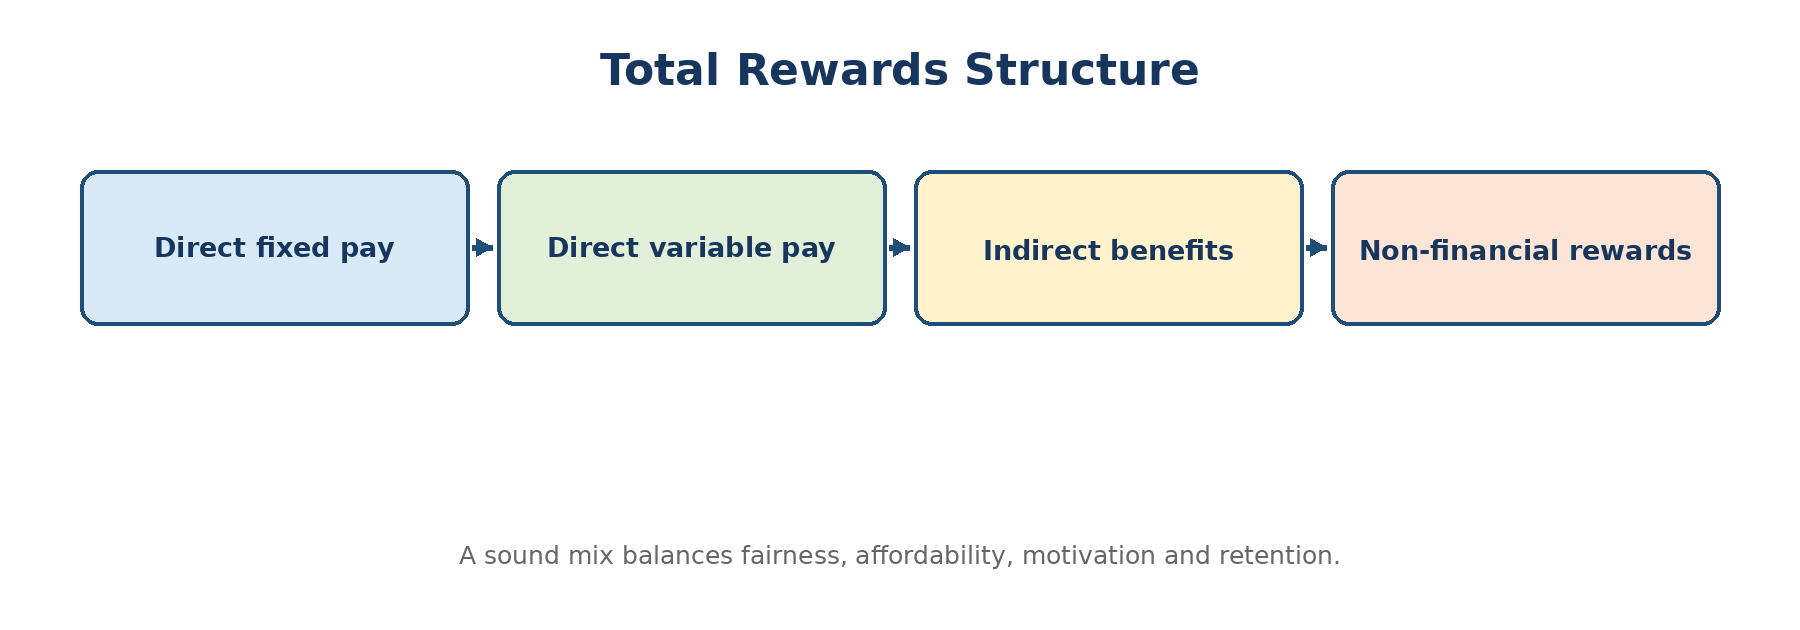 Total Rewards Structure
Direct fixed pay
Direct variable pay
Indirect benefits
Non-financial rewards
A sound mix balances fairness, affordability, motivation and retention.